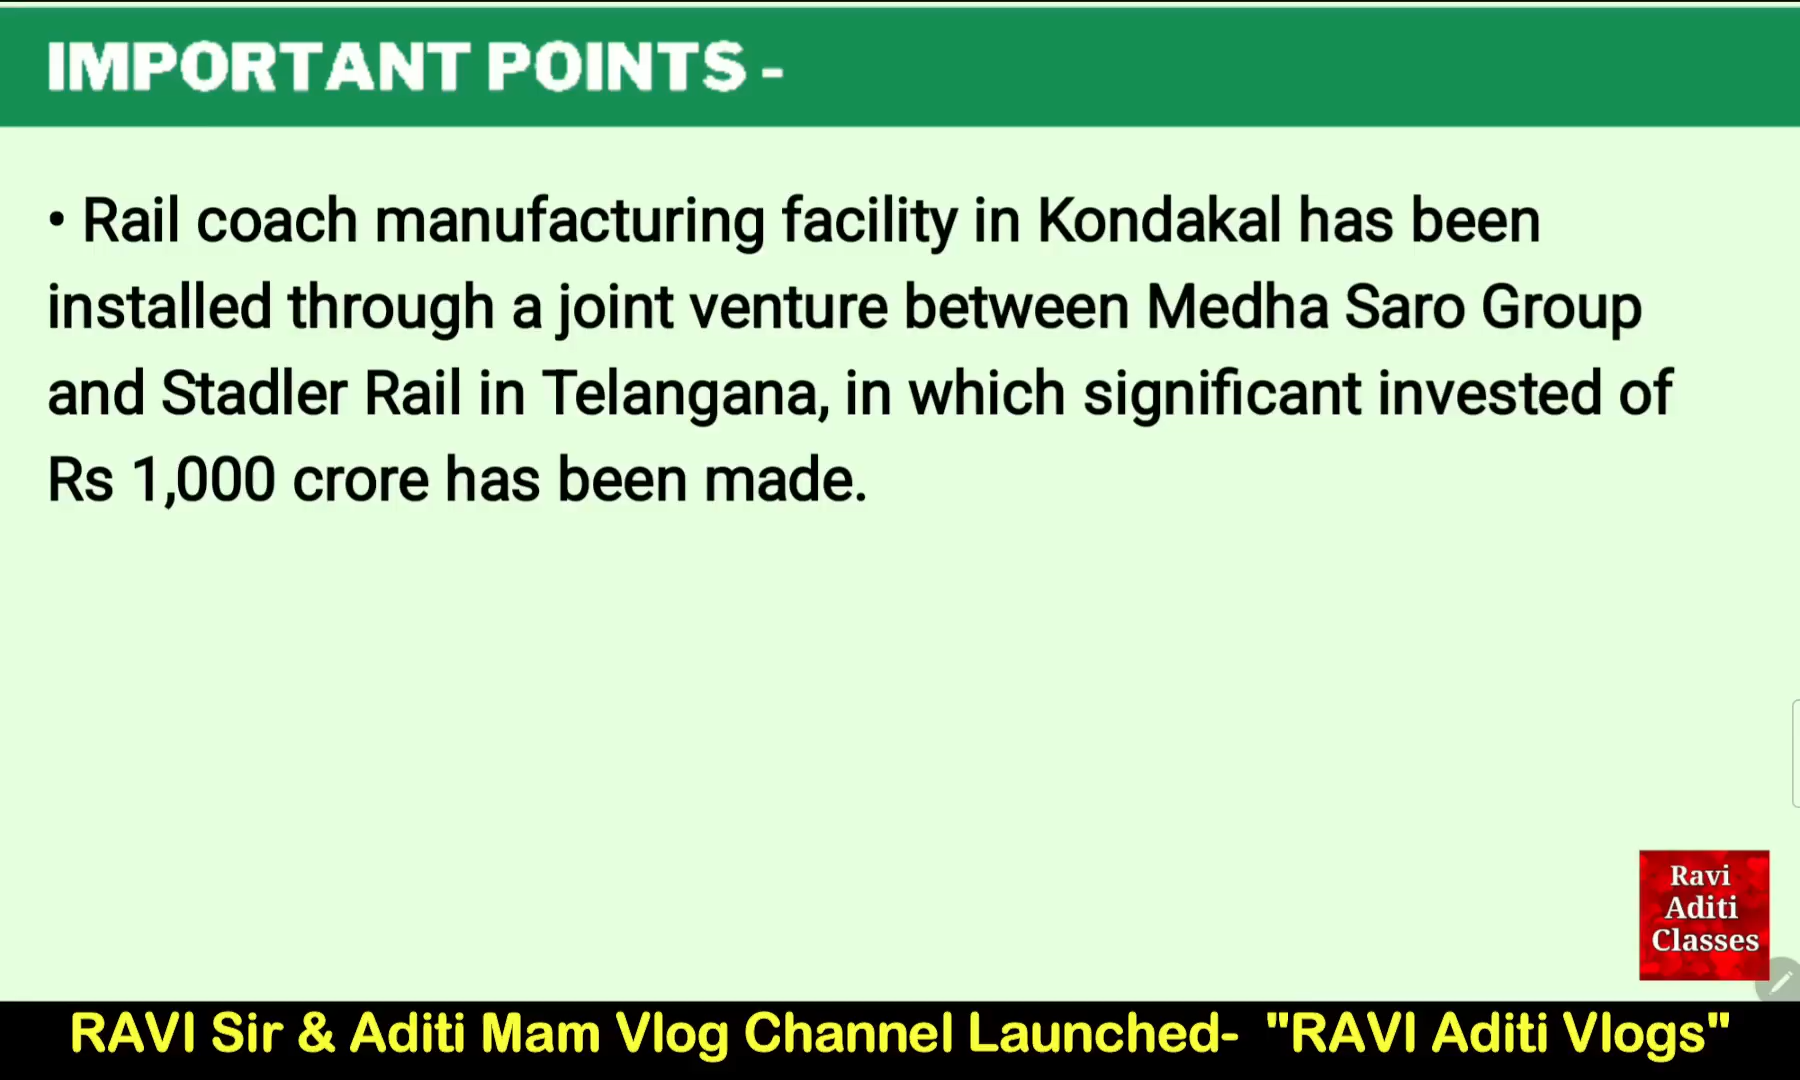 IMPORTANT POINTS -
• Rail coach manufacturing facility in Kondakal has been
installed through a joint venture between Medha Saro Group
and Stadler Rail in Telangana, in which significant invested of
Rs 1,000 crore has been made.
Ravi
Aditi
Classes
RAVI Sir & Aditi Mam Vlog Channel Launched- "RAVI Aditi Vlogs"